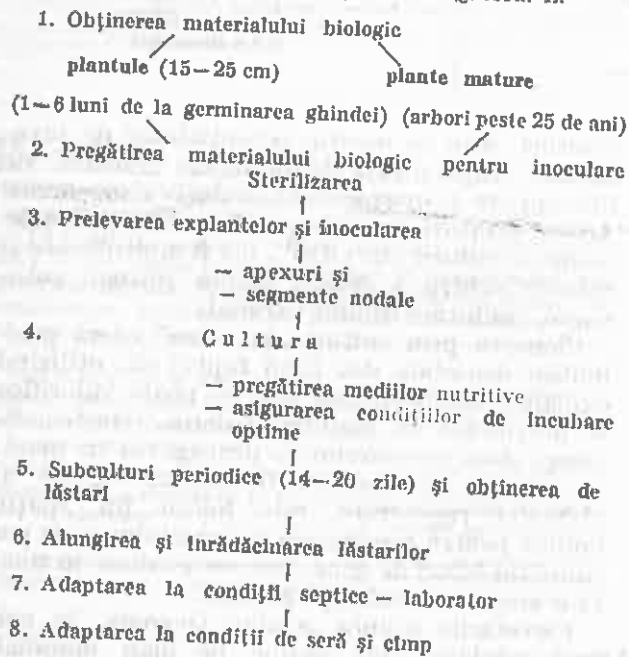 1. Obținerea materialului biologic
plantule (15—25 cm) plante mature
(1—6 luni de la germinarea ghindei) (arbori peste 25 de ani)
2. Pregătirea materialului biologic pentru inoculare
Sterilizarea
3. Prelevarea explantelor și inocularea
— apexuri și
— segmente nodale
4. Cultura
— pregătirea mediilor nutritive
— asigurarea condițiilor de incubare
optime
5. Subculturi periodice (14—20 zile) și obținerea de
lăstari
6. Alungirea și înrădăcinarea lăstarilor
7. Adaptarea la condiții septice — laborator
8. Adaptarea la condiții de seră și cîmp